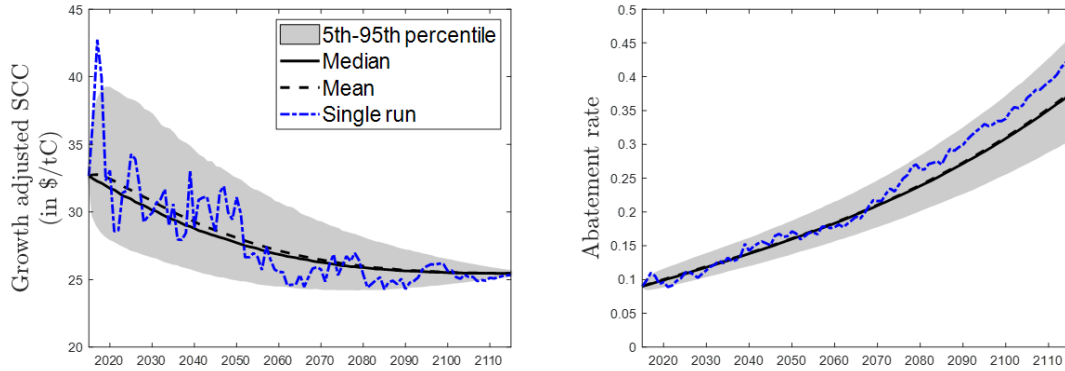 Growth adjusted SCC
(in $/tC)
45
40
35
30
25
20
2020 2030 2040 2050 2060 2070 2080 2090 2100 2110
5th-95th percentile
Median
Mean
Single run
Abatement rate
0.5
0.45
0.4
0.35
0.3
0.25
0.2
0.15
0.1
0.05
0
2020 2030 2040 2050 2060 2070 2080 2090 2100 2110